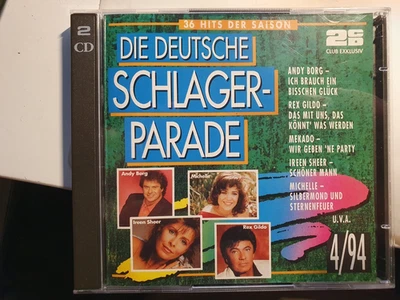 2
CD
36 HITS DER SAISON
2CD
CLUB EXKLUSIV
DIE DEUTSCHE
SCHLAGER-
PARADE
ANDY BORG –
ICH BRAUCH EIN
BISSCHEN GLÜCK
REX GILDO –
DAS MIT UNS, DAS
KÖNNT' WAS WERDEN
MEKADO –
WIR GEBEN 'NE PARTY
IREEN SHEER –
SCHÖNER MANN
MICHELLE –
SILBERMOND UND
STERNENFEUER
U.V.A.
4/94
Andy Borg
Michelle
Ireen Sheer
Rex Gildo